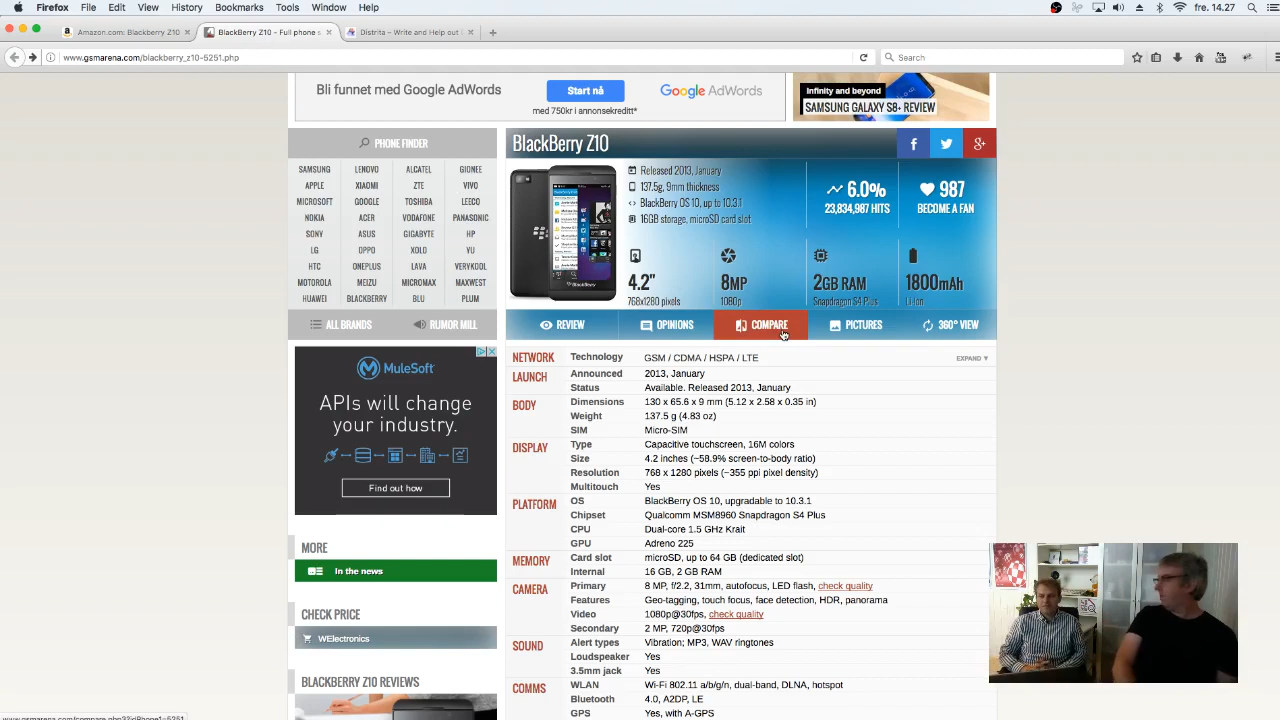 Firefox File Edit View History Bookmarks Tools Window Help fre. 14.27
Amazon.com: Blackberry Z10 BlackBerry Z10 - Full phone s Distrita – Write and Help out
www.gsmarena.com/blackberry_z10-5251.php Search
Bli funnet med Google AdWords
Start nå
med 750kr i annonsekreditt*
Google AdWords
Infinity and beyond
SAMSUNG GALAXY S8+ REVIEW
PHONE FINDER
SAMSUNG LENOVO ALCATEL GIONEE
APPLE XIAOMI ZTE VIVO
MICROSOFT GOOGLE TOSHIBA LEECO
NOKIA ACER VODAFONE PANASONIC
SONY ASUS GIGABYTE HP
LG OPPO XOLO YU
HTC ONEPLUS LAVA VERYKOOL
MOTOROLA MEIZU MICROMAX MAXWEST
HUAWEI BLACKBERRY BLU PLUM
ALL BRANDS RUMOR MILL
BlackBerry Z10
Released 2013, January
137.5g, 9mm thickness
BlackBerry OS 10, up to 10.3.1
16GB storage, microSD card slot
6.0%
23,834,987 HITS
987
BECOME A FAN
4.2"
768x1280 pixels
8MP
1080p
2GB RAM
Snapdragon S4 Plus
1800mAh
Li-Ion
REVIEW OPINIONS COMPARE PICTURES 360° VIEW
MuleSoft
APIs will change
your industry.
Find out how
MORE
In the news
CHECK PRICE
WElectronics
BLACKBERRY Z10 REVIEWS
NETWORK Technology GSM / CDMA / HSPA / LTE EXPAND ▼
LAUNCH Announced 2013, January
Status Available. Released 2013, January
BODY Dimensions 130 x 65.6 x 9 mm (5.12 x 2.58 x 0.35 in)
Weight 137.5 g (4.83 oz)
SIM Micro-SIM
DISPLAY Type Capacitive touchscreen, 16M colors
Size 4.2 inches (~58.9% screen-to-body ratio)
Resolution 768 x 1280 pixels (~355 ppi pixel density)
Multitouch Yes
PLATFORM OS BlackBerry OS 10, upgradable to 10.3.1
Chipset Qualcomm MSM8960 Snapdragon S4 Plus
CPU Dual-core 1.5 GHz Krait
GPU Adreno 225
MEMORY Card slot microSD, up to 64 GB (dedicated slot)
Internal 16 GB, 2 GB RAM
CAMERA Primary 8 MP, f/2.2, 31mm, autofocus, LED flash, check quality
Features Geo-tagging, touch focus, face detection, HDR, panorama
Video 1080p@30fps, check quality
Secondary 2 MP, 720p@30fps
SOUND Alert types Vibration; MP3, WAV ringtones
Loudspeaker Yes
3.5mm jack Yes
COMMS WLAN Wi-Fi 802.11 a/b/g/n, dual-band, DLNA, hotspot
Bluetooth 4.0, A2DP, LE
GPS Yes, with A-GPS